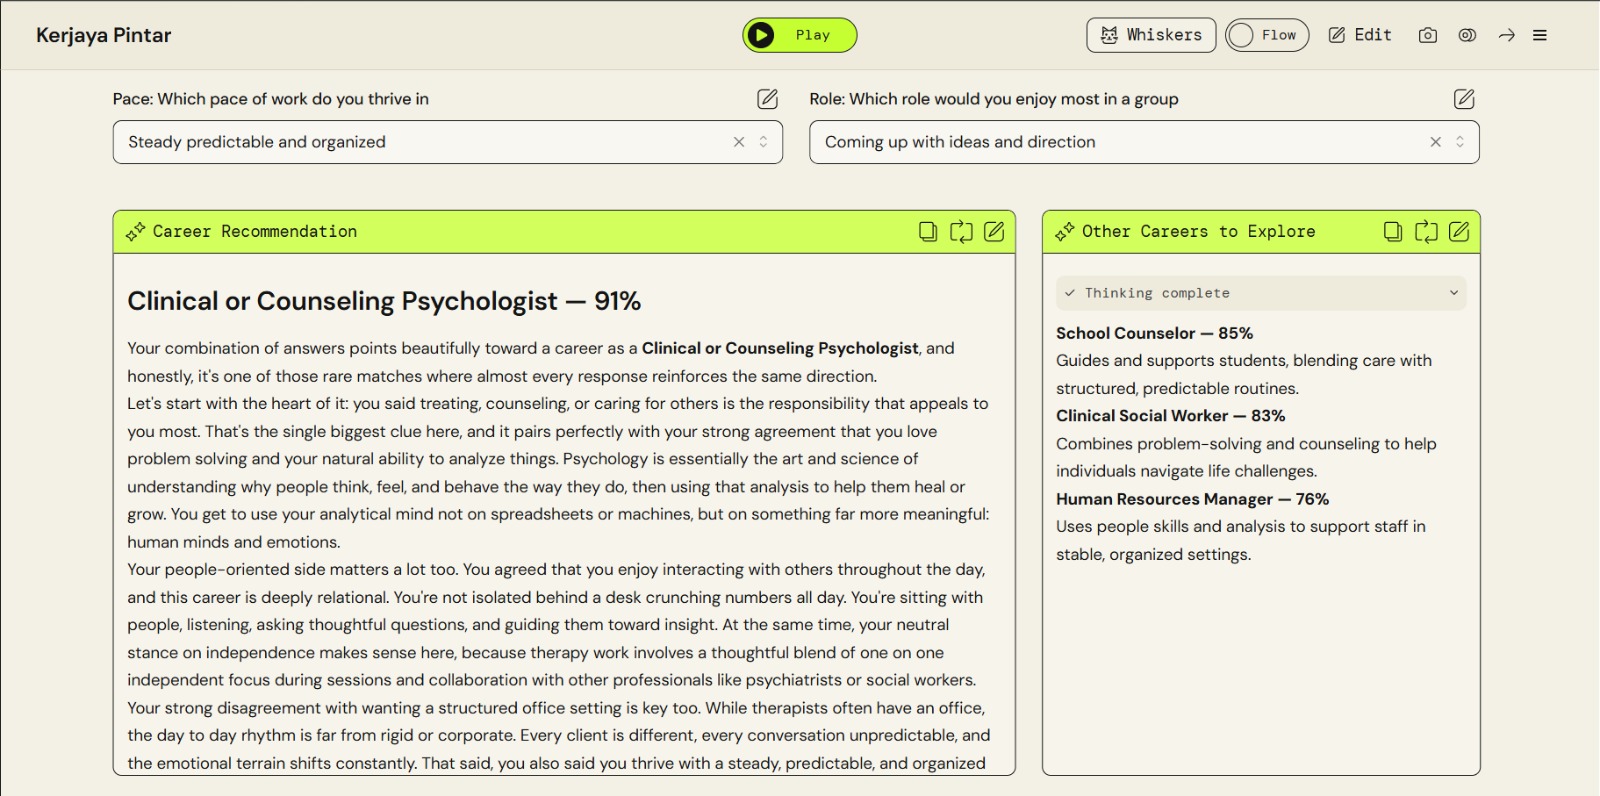 Kerjaya Pintar
Play
Whiskers
Flow
Edit
Pace: Which pace of work do you thrive in
Steady predictable and organized
Role: Which role would you enjoy most in a group
Coming up with ideas and direction
Career Recommendation
Clinical or Counseling Psychologist — 91%
Your combination of answers points beautifully toward a career as a Clinical or Counseling Psychologist, and
honestly, it's one of those rare matches where almost every response reinforces the same direction.
Let's start with the heart of it: you said treating, counseling, or caring for others is the responsibility that appeals to
you most. That's the single biggest clue here, and it pairs perfectly with your strong agreement that you love
problem solving and your natural ability to analyze things. Psychology is essentially the art and science of
understanding why people think, feel, and behave the way they do, then using that analysis to help them heal or
grow. You get to use your analytical mind not on spreadsheets or machines, but on something far more meaningful:
human minds and emotions.
Your people-oriented side matters a lot too. You agreed that you enjoy interacting with others throughout the day,
and this career is deeply relational. You're not isolated behind a desk crunching numbers all day. You're sitting with
people, listening, asking thoughtful questions, and guiding them toward insight. At the same time, your neutral
stance on independence makes sense here, because therapy work involves a thoughtful blend of one on one
independent focus during sessions and collaboration with other professionals like psychiatrists or social workers.
Your strong disagreement with wanting a structured office setting is key too. While therapists often have an office,
the day to day rhythm is far from rigid or corporate. Every client is different, every conversation unpredictable, and
the emotional terrain shifts constantly. That said, you also said you thrive with a steady, predictable, and organized
Other Careers to Explore
Thinking complete
School Counselor — 85%
Guides and supports students, blending care with
structured, predictable routines.
Clinical Social Worker — 83%
Combines problem-solving and counseling to help
individuals navigate life challenges.
Human Resources Manager — 76%
Uses people skills and analysis to support staff in
stable, organized settings.